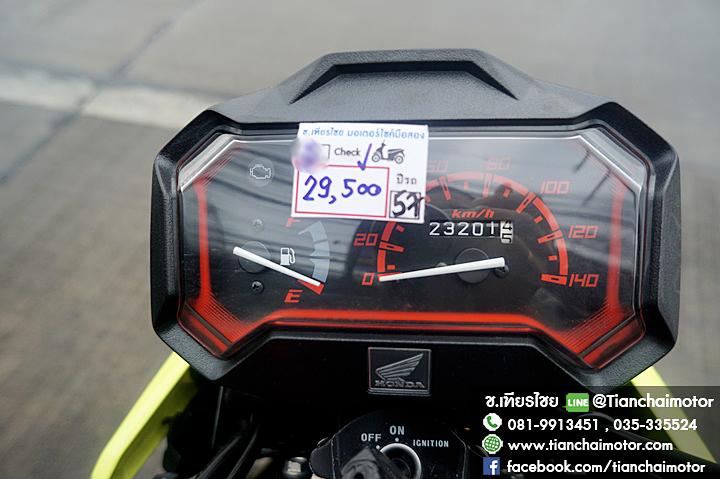 ช.เทียรไชย มอเตอร์ไซค์มือสอง
Check
29,500
ปีรถ
57
F
E
0
20
60
80
100
120
140
km/h
23201
HONDA
OFF ON
IGNITION
ช.เทียรไชย LINE @Tianchaimotor
081-9913451 , 035-335524
www.tianchaimotor.com
facebook.com/tianchaimotor